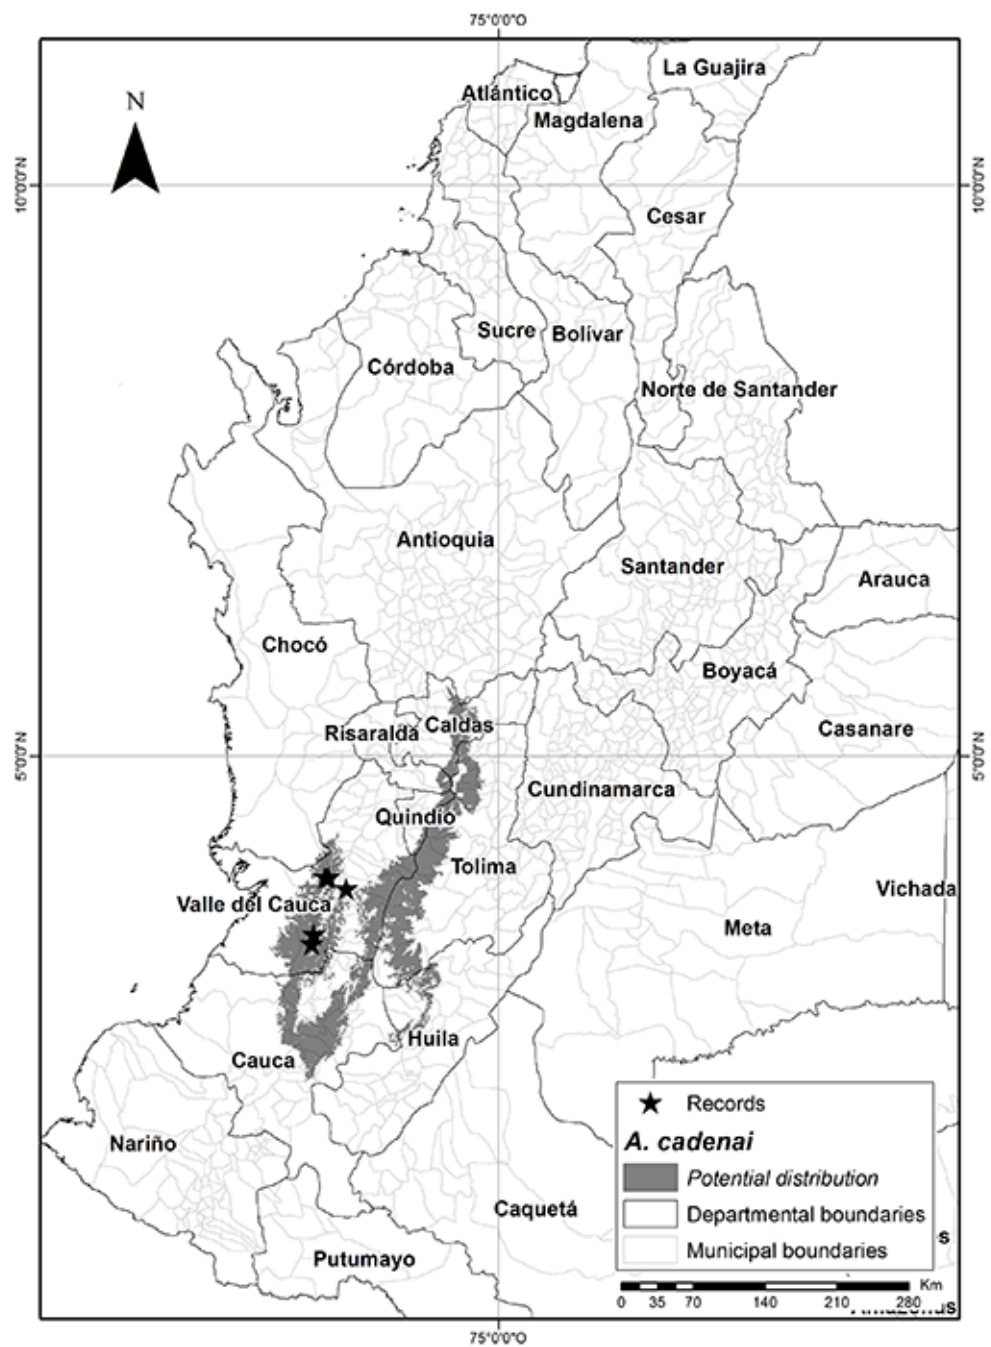 75°0'0"O
N
La Guajira
Atlántico
Magdalena
10°0'0"N
10°0'0"N
Cesar
Sucre
Bolívar
Córdoba
Norte de Santander
Antioquia
Santander
Arauca
Chocó
Boyacá
Risaralda
Caldas
Casanare
5°0'0"N
5°0'0"N
Cundinamarca
Quindío
Tolima
Valle del Cauca
Vichada
Meta
Huila
Cauca
Records
A. cadenai
Nariño
Potential distribution
Caquetá
Departmental boundaries
s
Municipal boundaries
Putumayo
Km
0 35 70 140 210 280
75°0'0"O